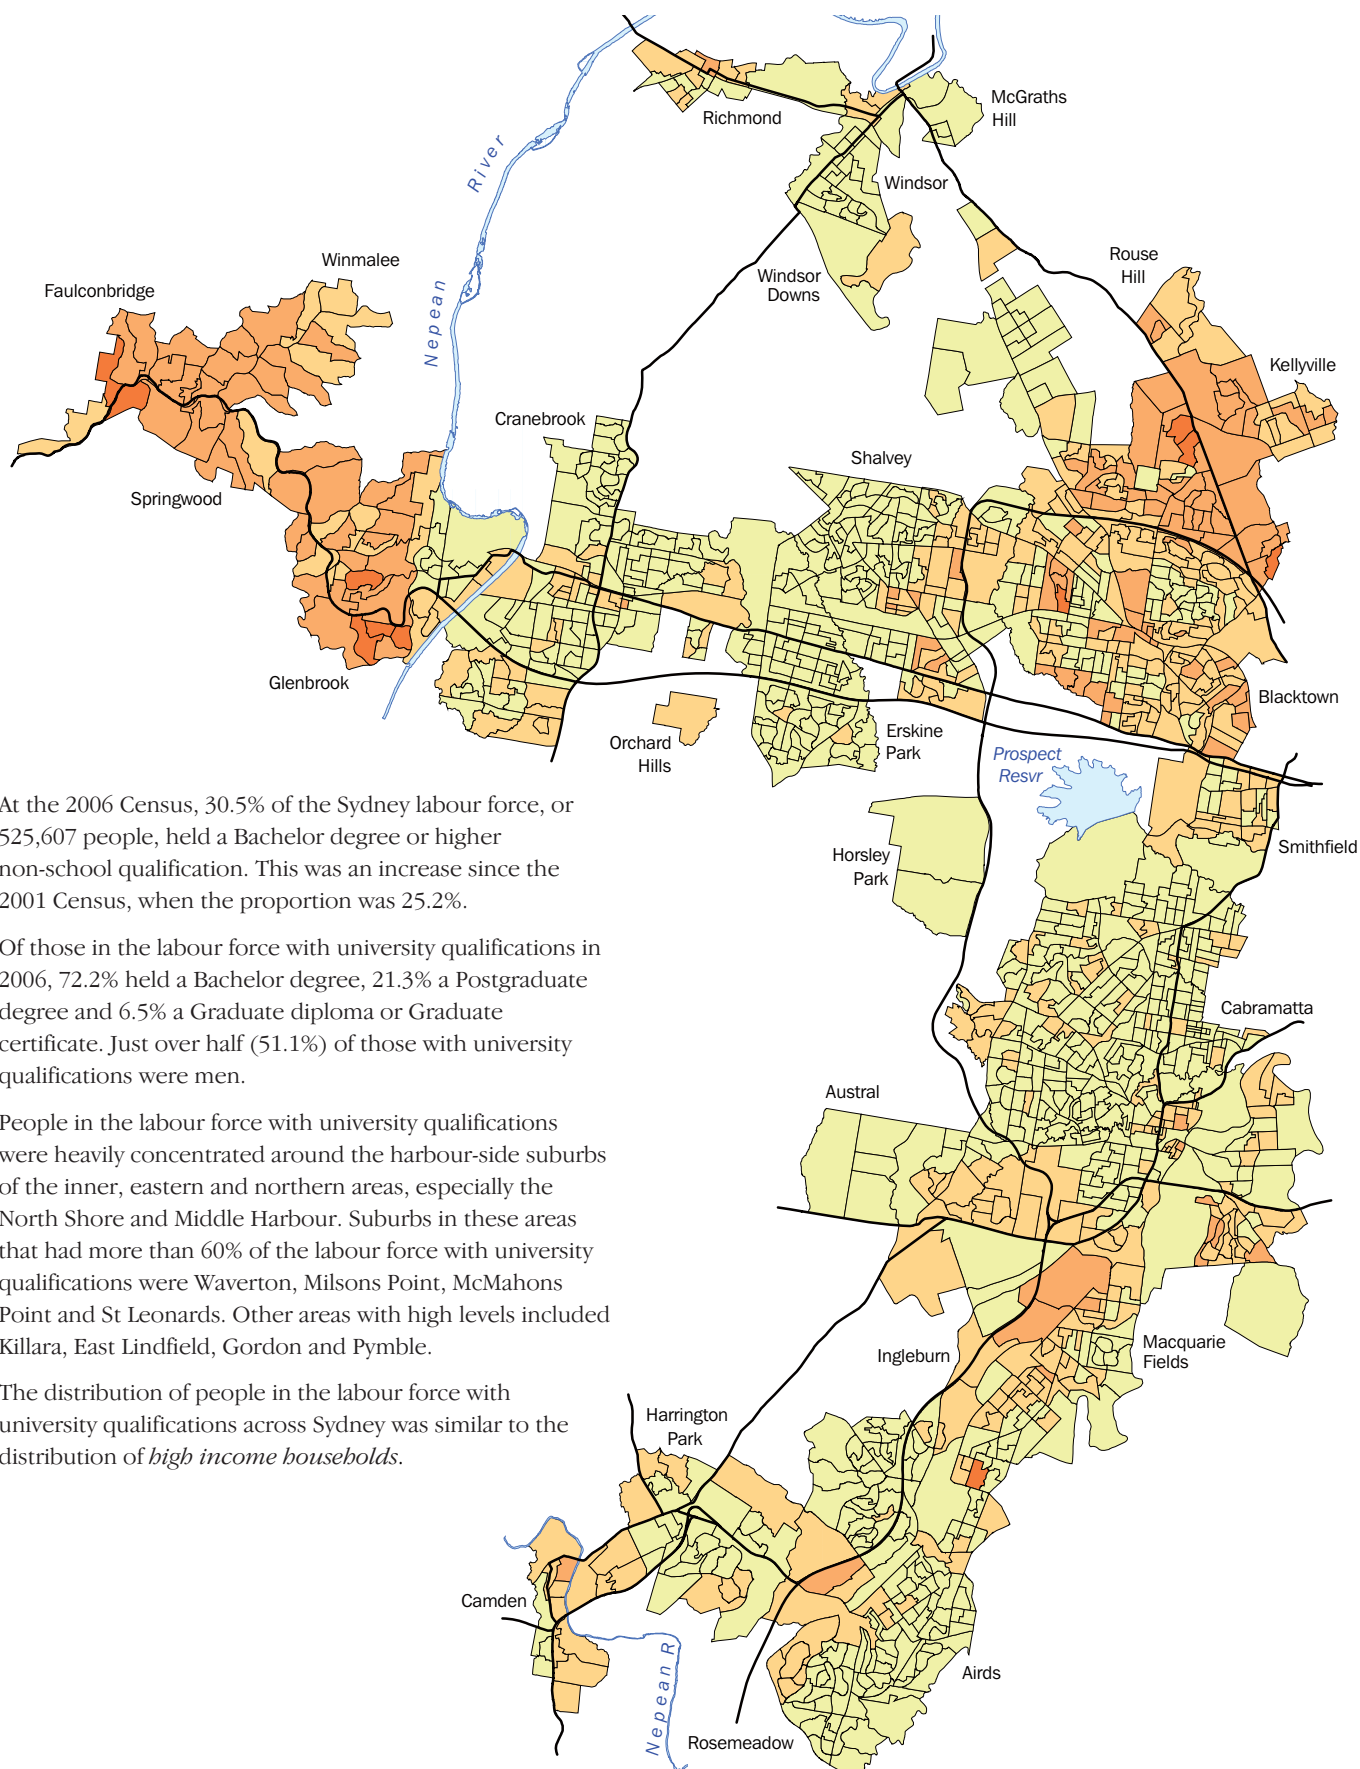 McGraths
Hill
Richmond
River
Windsor
Winmalee
Rouse
Hill
Windsor
Downs
Faulconbridge
Nepean
Kellyville
Cranebrook
Shalvey
Springwood
Glenbrook
Blacktown
Orchard
Hills
Erskine
Park
Prospect
Resvr
At the 2006 Census, 30.5% of the Sydney labour force, or
525,607 people, held a Bachelor degree or higher
non-school qualification. This was an increase since the
2001 Census, when the proportion was 25.2%.
Smithfield
Horsley
Park
Of those in the labour force with university qualifications in
2006, 72.2% held a Bachelor degree, 21.3% a Postgraduate
degree and 6.5% a Graduate diploma or Graduate
certificate. Just over half (51.1%) of those with university
qualifications were men.
Cabramatta
Austral
People in the labour force with university qualifications
were heavily concentrated around the harbour-side suburbs
of the inner, eastern and northern areas, especially the
North Shore and Middle Harbour. Suburbs in these areas
that had more than 60% of the labour force with university
qualifications were Waverton, Milsons Point, McMahons
Point and St Leonards. Other areas with high levels included
Killara, East Lindfield, Gordon and Pymble.
Macquarie
Fields
Ingleburn
The distribution of people in the labour force with
university qualifications across Sydney was similar to the
distribution of high income households.
Harrington
Park
Camden
Nepean R
Airds
Rosemeadow